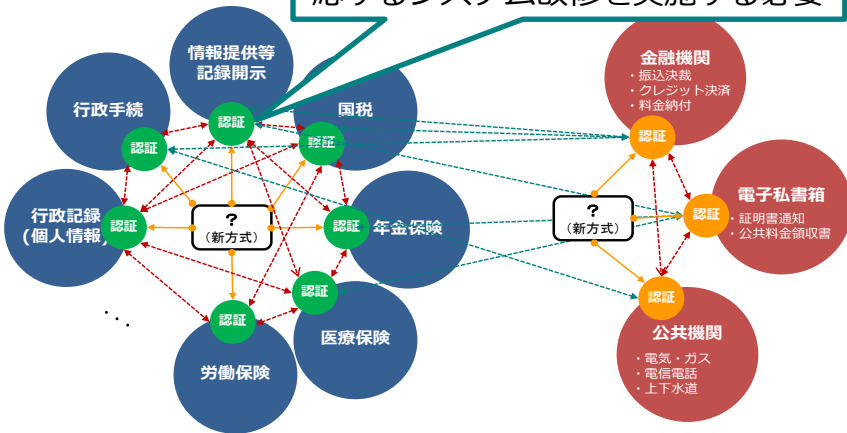 応するシステム改修を実施する必要
情報提供等
記録開示
行政手続
国税
認証
認証
認証
行政記録
(個人情報)
認証
?
(新方式)
認証
年金保険
認証
医療保険
認証
労働保険
...
金融機関
・振込決裁
・クレジット決済
・料金納付
認証
?
(新方式)
認証
電子私書箱
・証明書通知
・公共料金領収書
認証
公共機関
・電気・ガス
・電信電話
・上下水道